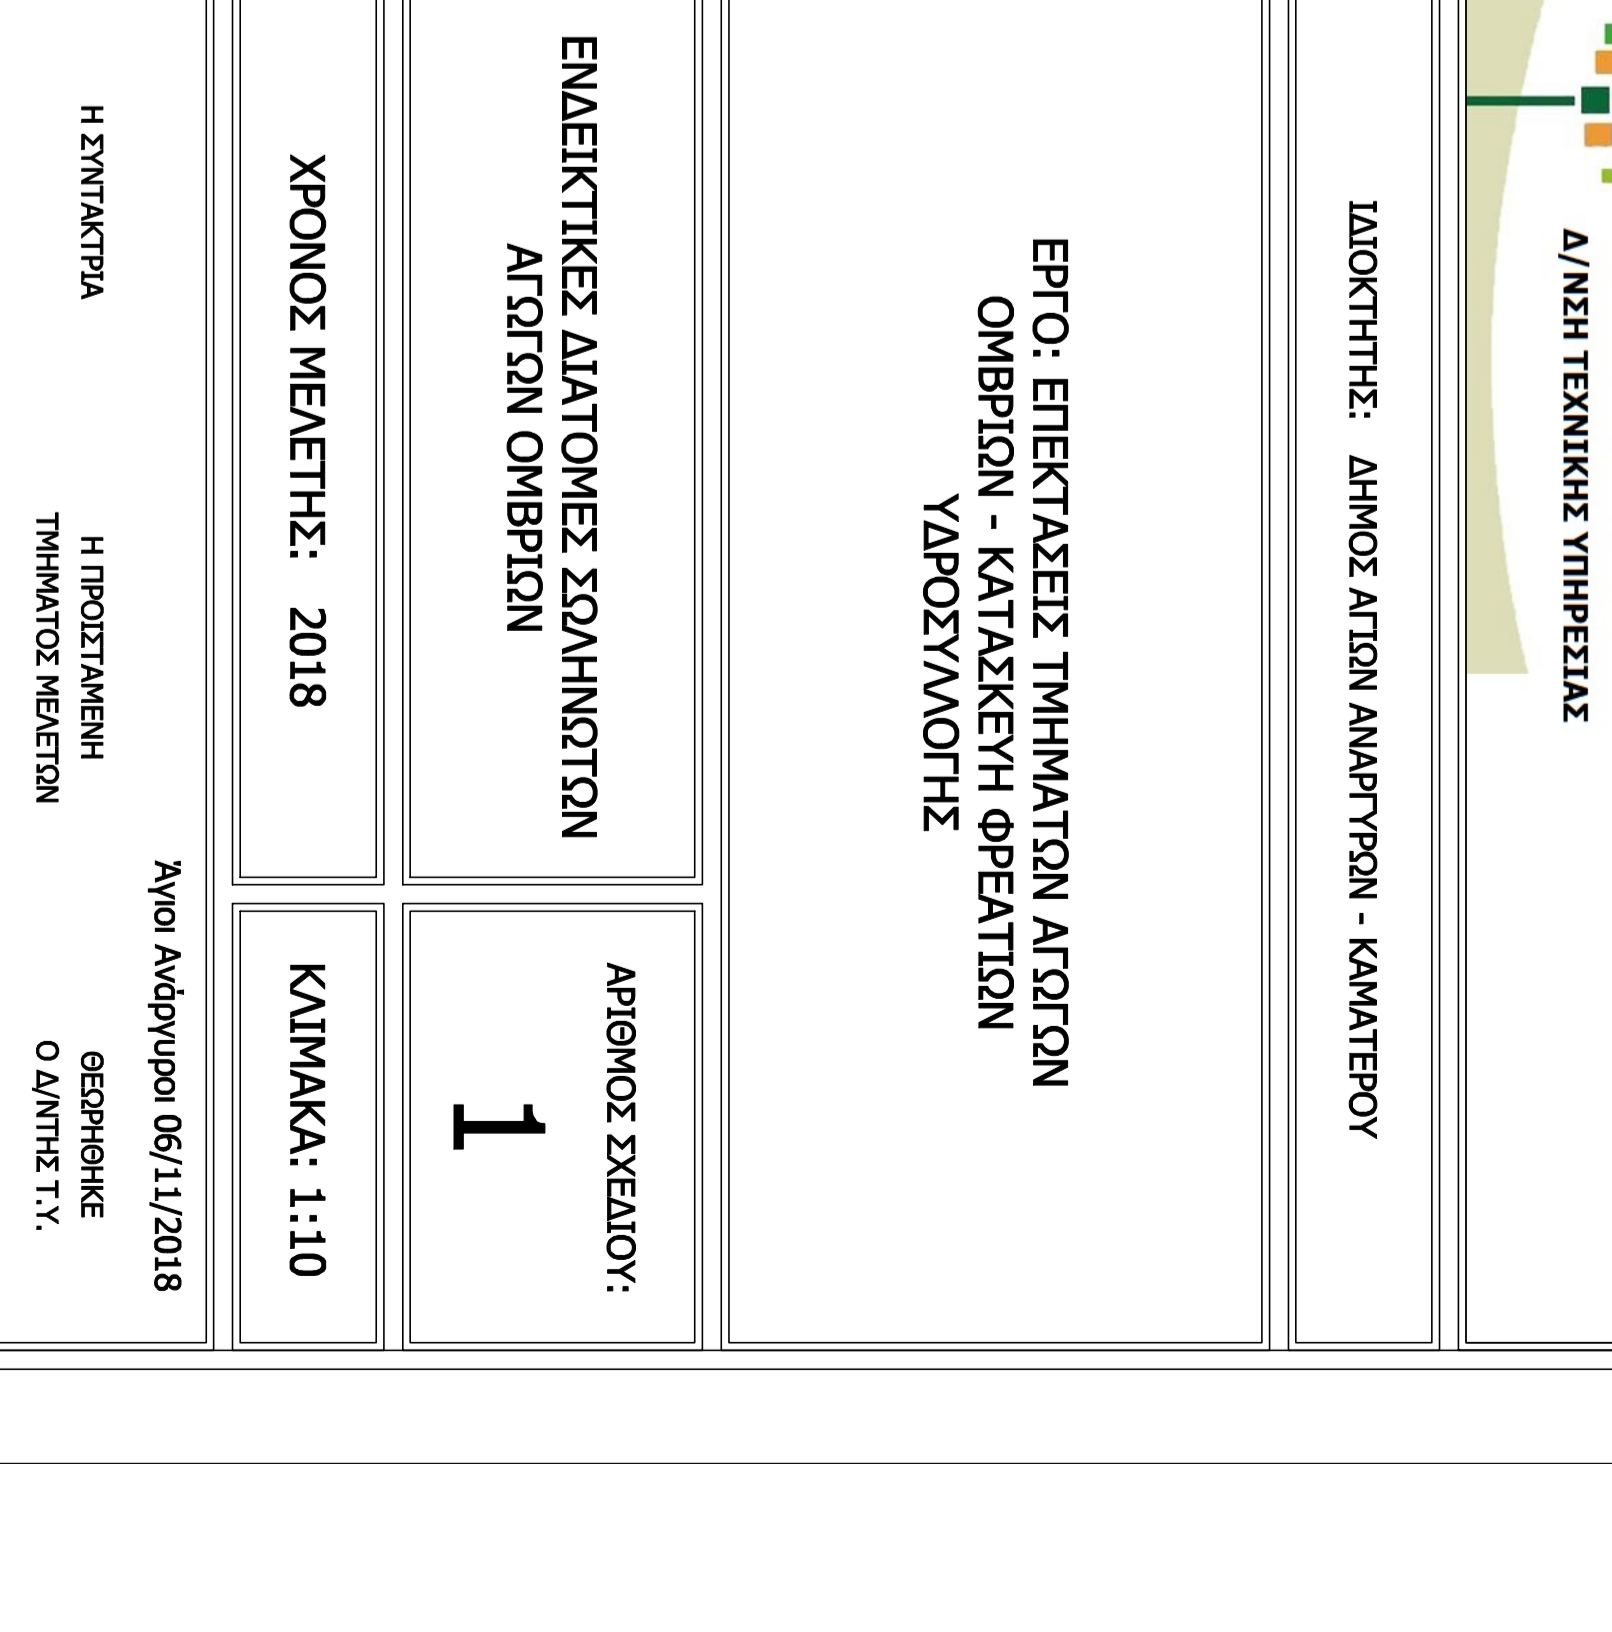 Δ/ΝΣΗ ΤΕΧΝΙΚΗΣ ΥΠΗΡΕΣΙΑΣ
ΙΔΙΟΚΤΗΤΗΣ: ΔΗΜΟΣ ΑΓΙΩΝ ΑΝΑΡΓΥΡΩΝ - ΚΑΜΑΤΕΡΟΥ
ΕΡΓΟ: ΕΠΕΚΤΑΣΕΙΣ ΤΜΗΜΑΤΩΝ ΑΓΩΓΩΝ
ΟΜΒΡΙΩΝ - ΚΑΤΑΣΚΕΥΗ ΦΡΕΑΤΙΩΝ
ΥΔΡΟΣΥΛΛΟΓΗΣ
ΕΝΔΕΙΚΤΙΚΕΣ ΔΙΑΤΟΜΕΣ ΣΩΛΗΝΩΤΩΝ
ΑΓΩΓΩΝ ΟΜΒΡΙΩΝ
ΑΡΙΘΜΟΣ ΣΧΕΔΙΟΥ:
1
ΧΡΟΝΟΣ ΜΕΛΕΤΗΣ: 2018
ΚΛΙΜΑΚΑ: 1:10
Άγιοι Ανάργυροι 06/11/2018
Η ΣΥΝΤΑΚΤΡΙΑ
Η ΠΡΟΙΣΤΑΜΕΝΗ
ΤΜΗΜΑΤΟΣ ΜΕΛΕΤΩΝ
ΘΕΩΡΗΘΗΚΕ
Ο Δ/ΝΤΗΣ Τ.Υ.